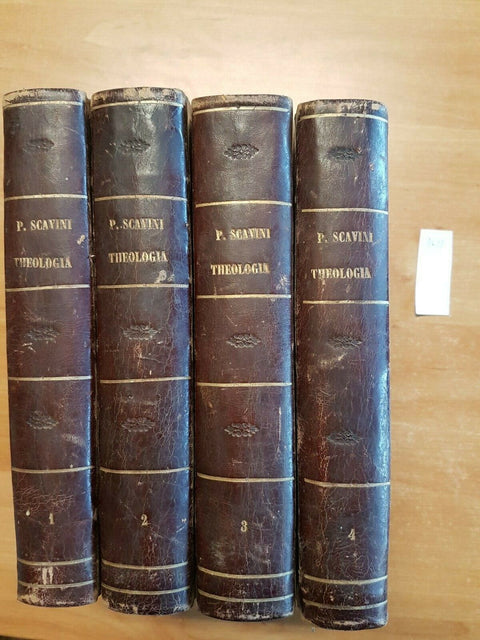 P. SCAVINI
THEOLOGIA
1
P. SCAVINI
THEOLOGIA
2
P. SCAVINI
THEOLOGIA
3
P. SCAVINI
THEOLOGIA
4